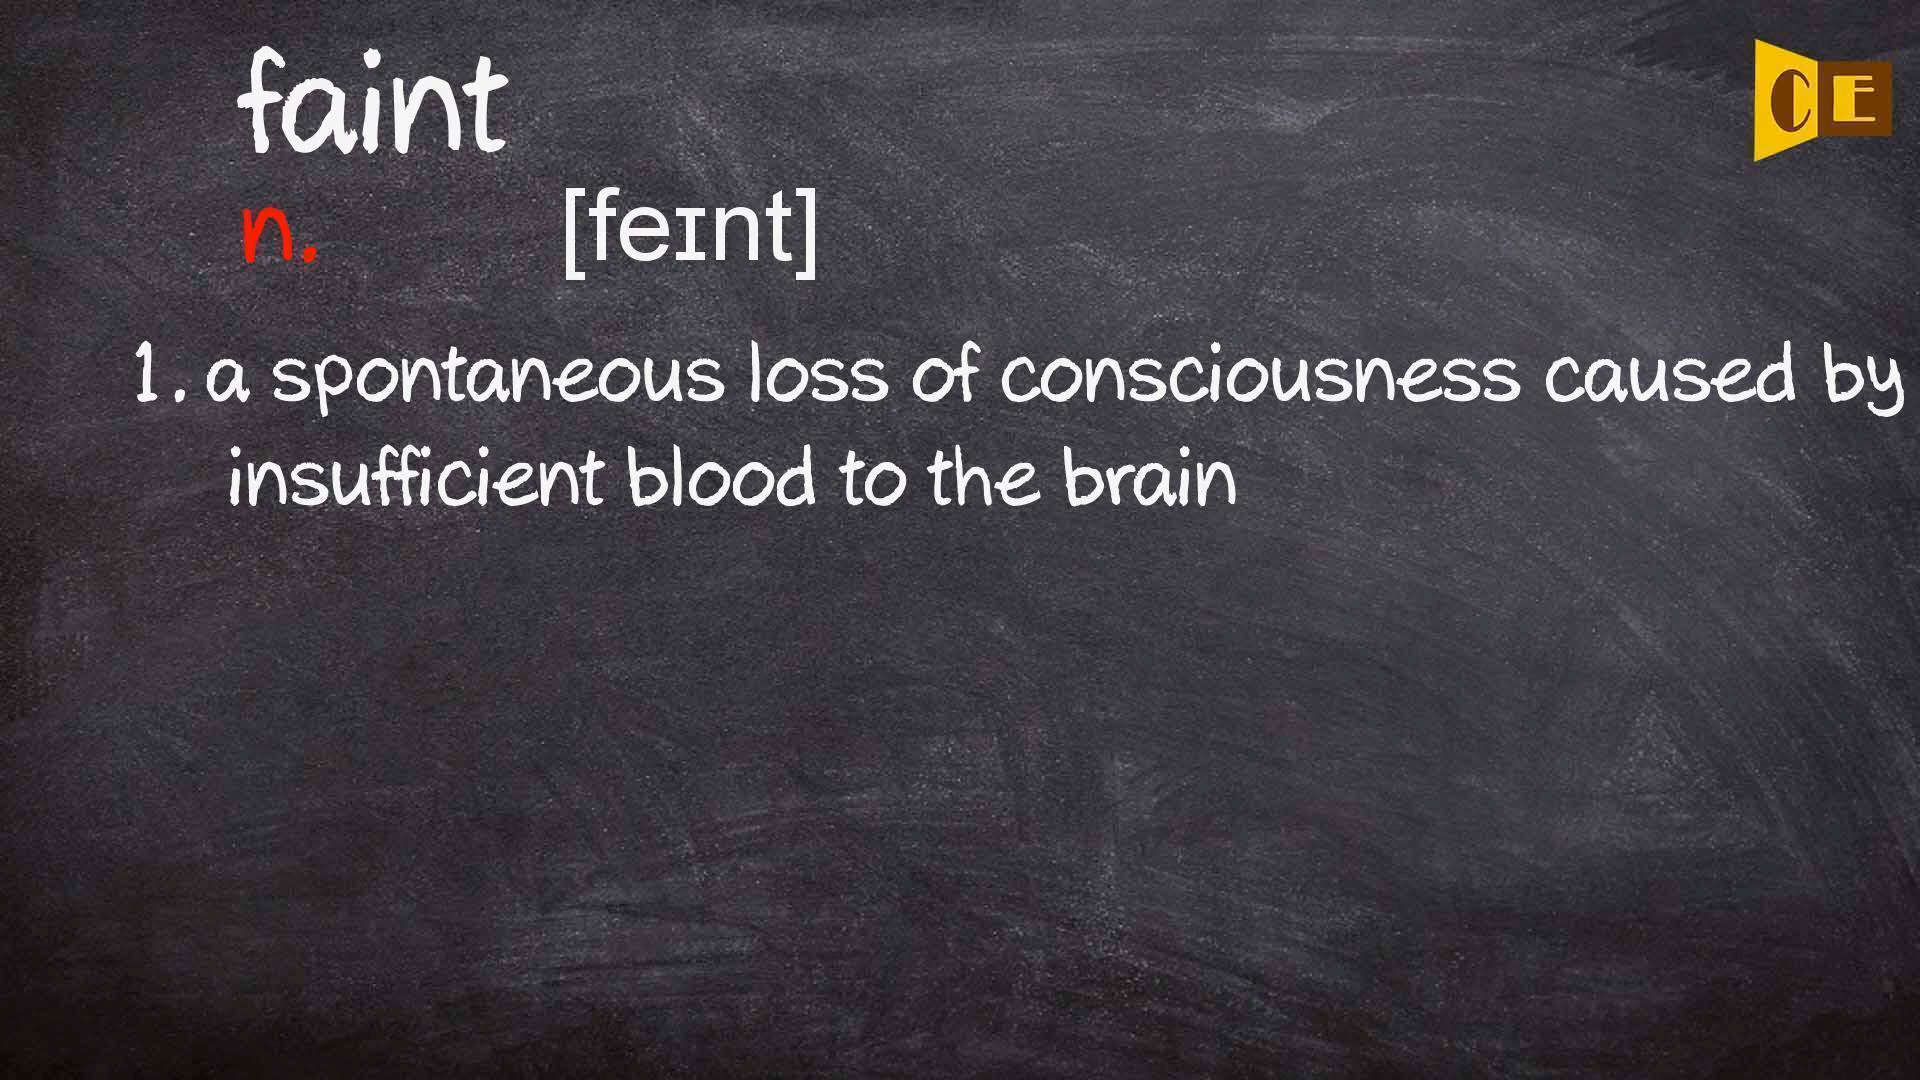 faint
CE
n. [feɪnt]
1. a spontaneous loss of consciousness caused by
insufficient blood to the brain